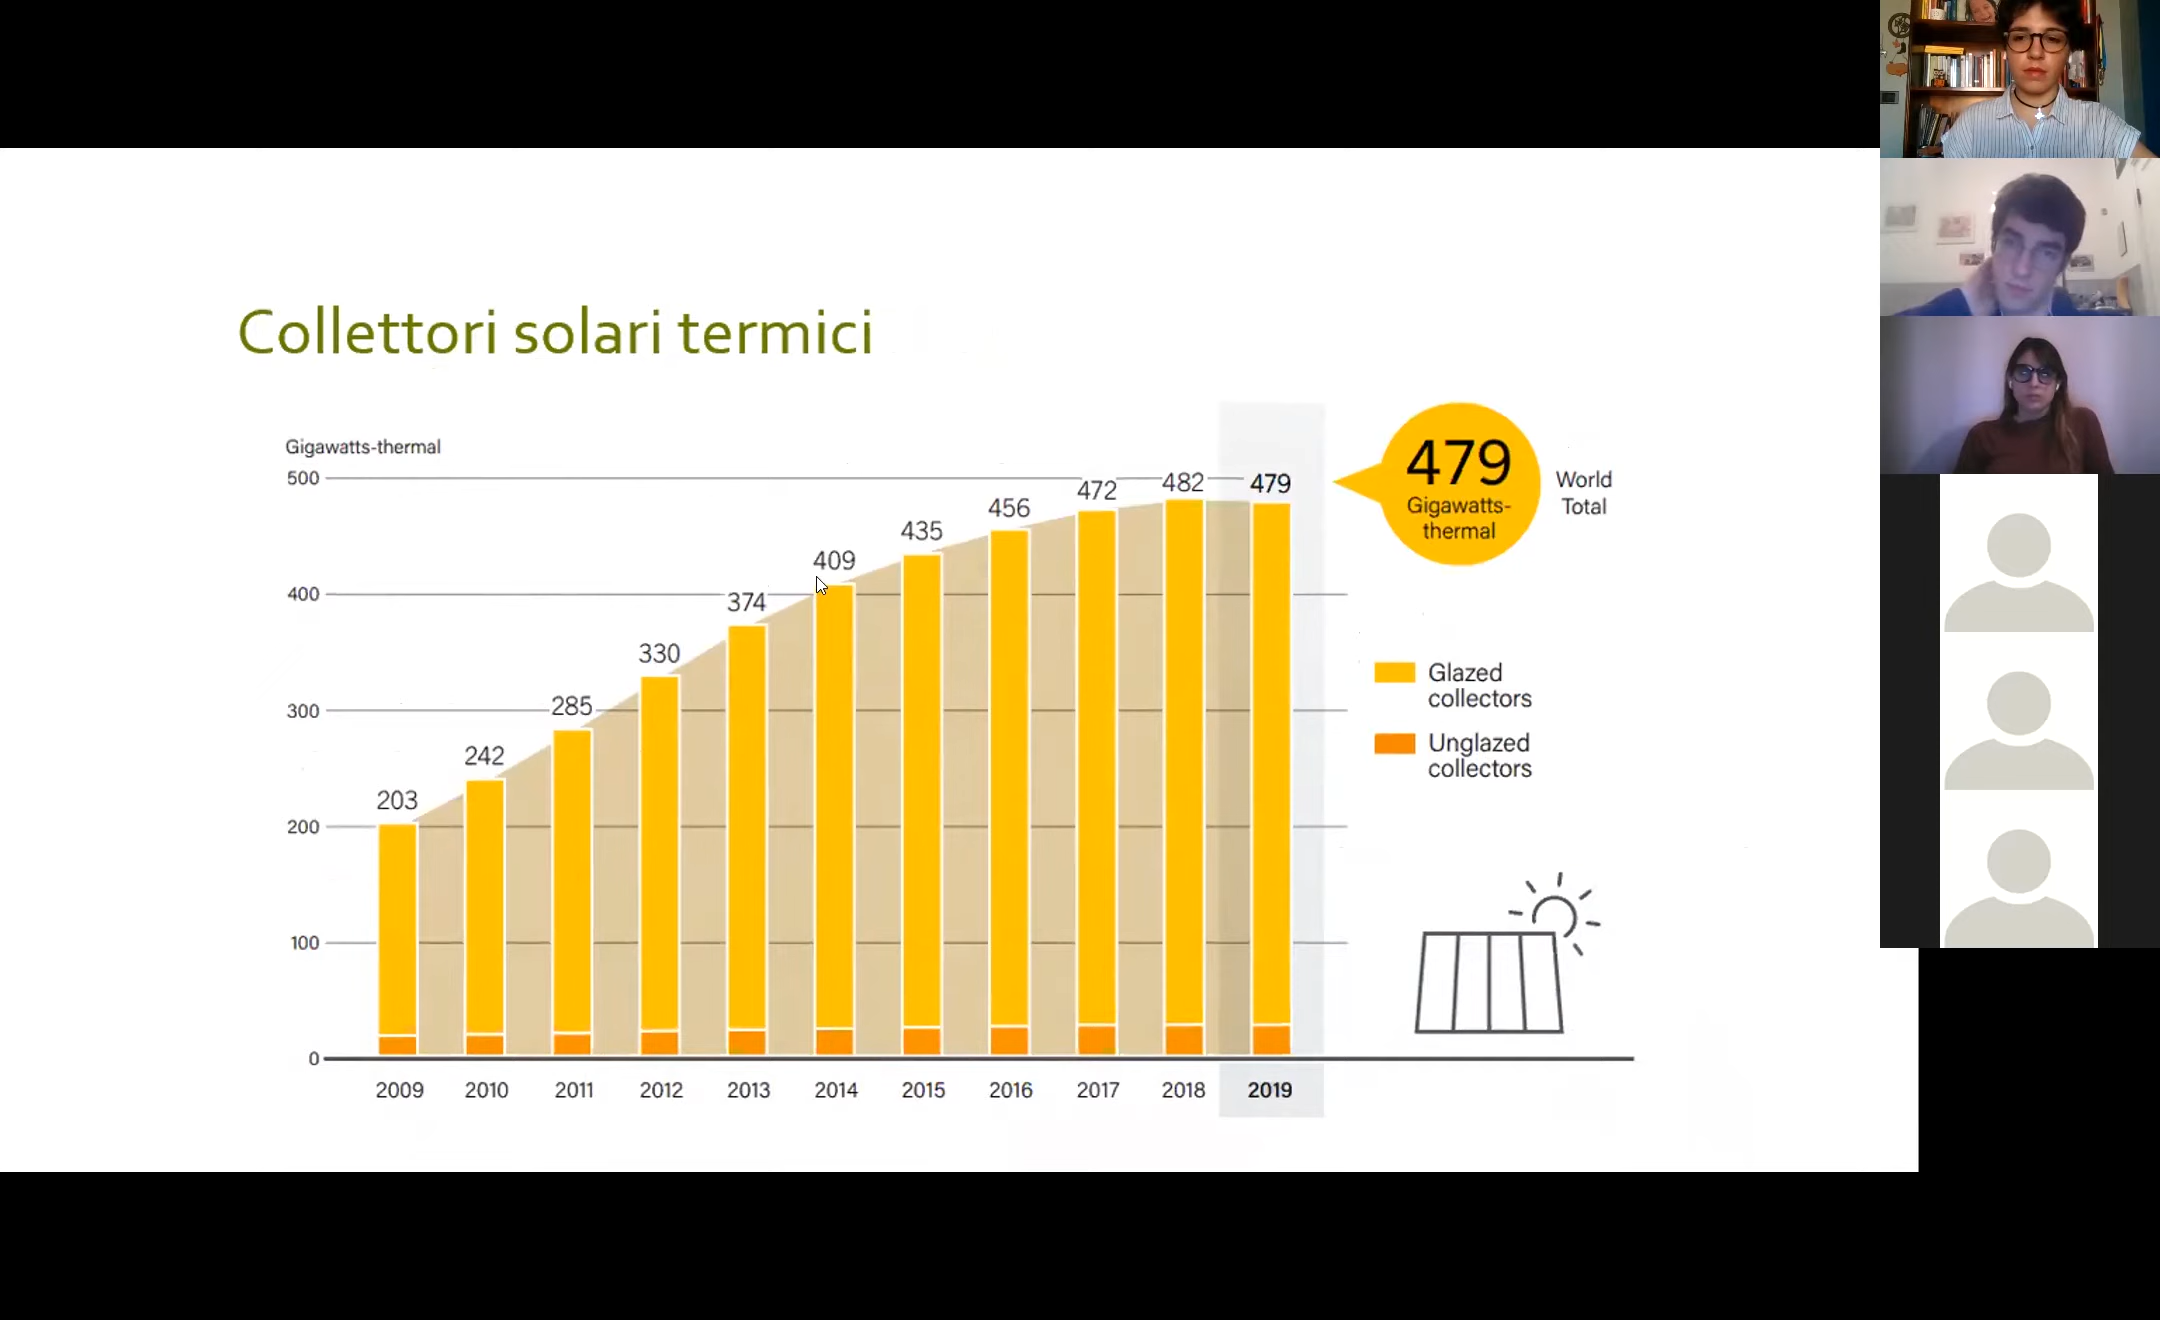 Collettori solari termici
Gigawatts-thermal
500
400
300
200
100
0
203
242
285
330
374
409
435
456
472
482
479
2009
2010
2011
2012
2013
2014
2015
2016
2017
2018
2019
479
Gigawatts-
thermal
World
Total
Glazed
collectors
Unglazed
collectors